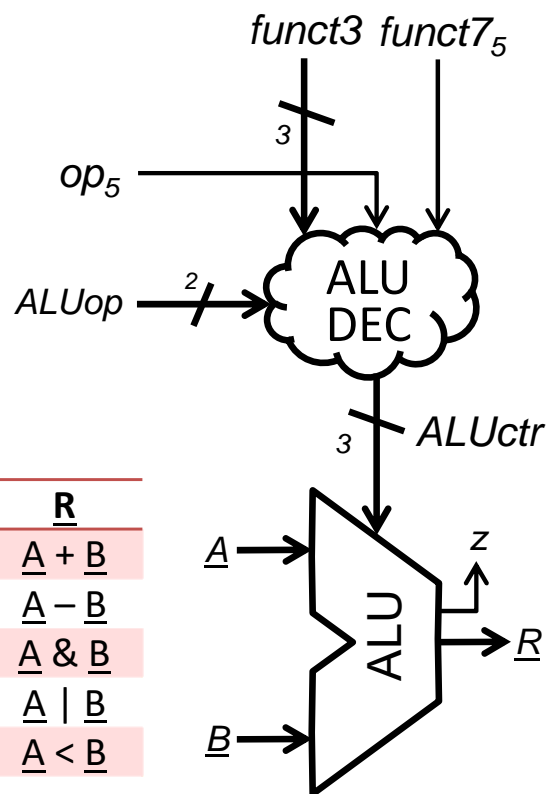 funct3 funct7₅
3
op₅
ALUop
2
ALU
DEC
3
ALUctr
R
A + B
A − B
A & B
A | B
A < B
A
B
ALU
z
R